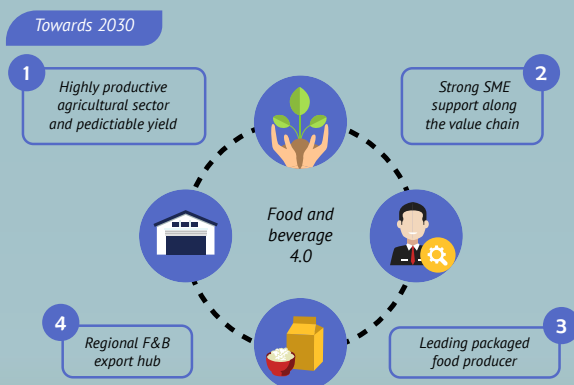 Towards 2030
1
Highly productive
agricultural sector
and pedictiable yield
2
Strong SME
support along
the value chain
Food and
beverage
4.0
4
Regional F&B
export hub
3
Leading packaged
food producer